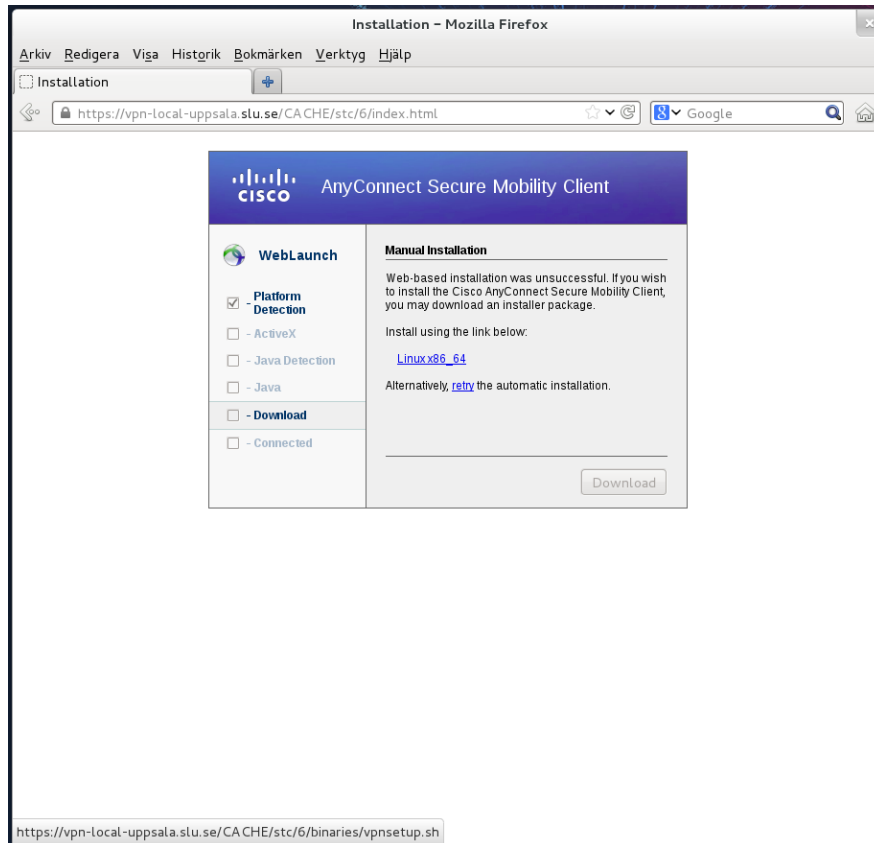 Installation – Mozilla Firefox
Arkiv Redigera Visa Historik Bokmärken Verktyg Hjälp
Installation
https://vpn-local-uppsala.slu.se/CACHE/stc/6/index.html
Google
CISCO
AnyConnect Secure Mobility Client
WebLaunch
- Platform
Detection
- ActiveX
- Java Detection
- Java
- Download
- Connected
Manual Installation
Web-based installation was unsuccessful. If you wish
to install the Cisco AnyConnect Secure Mobility Client,
you may download an installer package.
Install using the link below:
Linux x86_64
Alternatively, retry the automatic installation.
Download
https://vpn-local-uppsala.slu.se/CACHE/stc/6/binaries/vpnsetup.sh